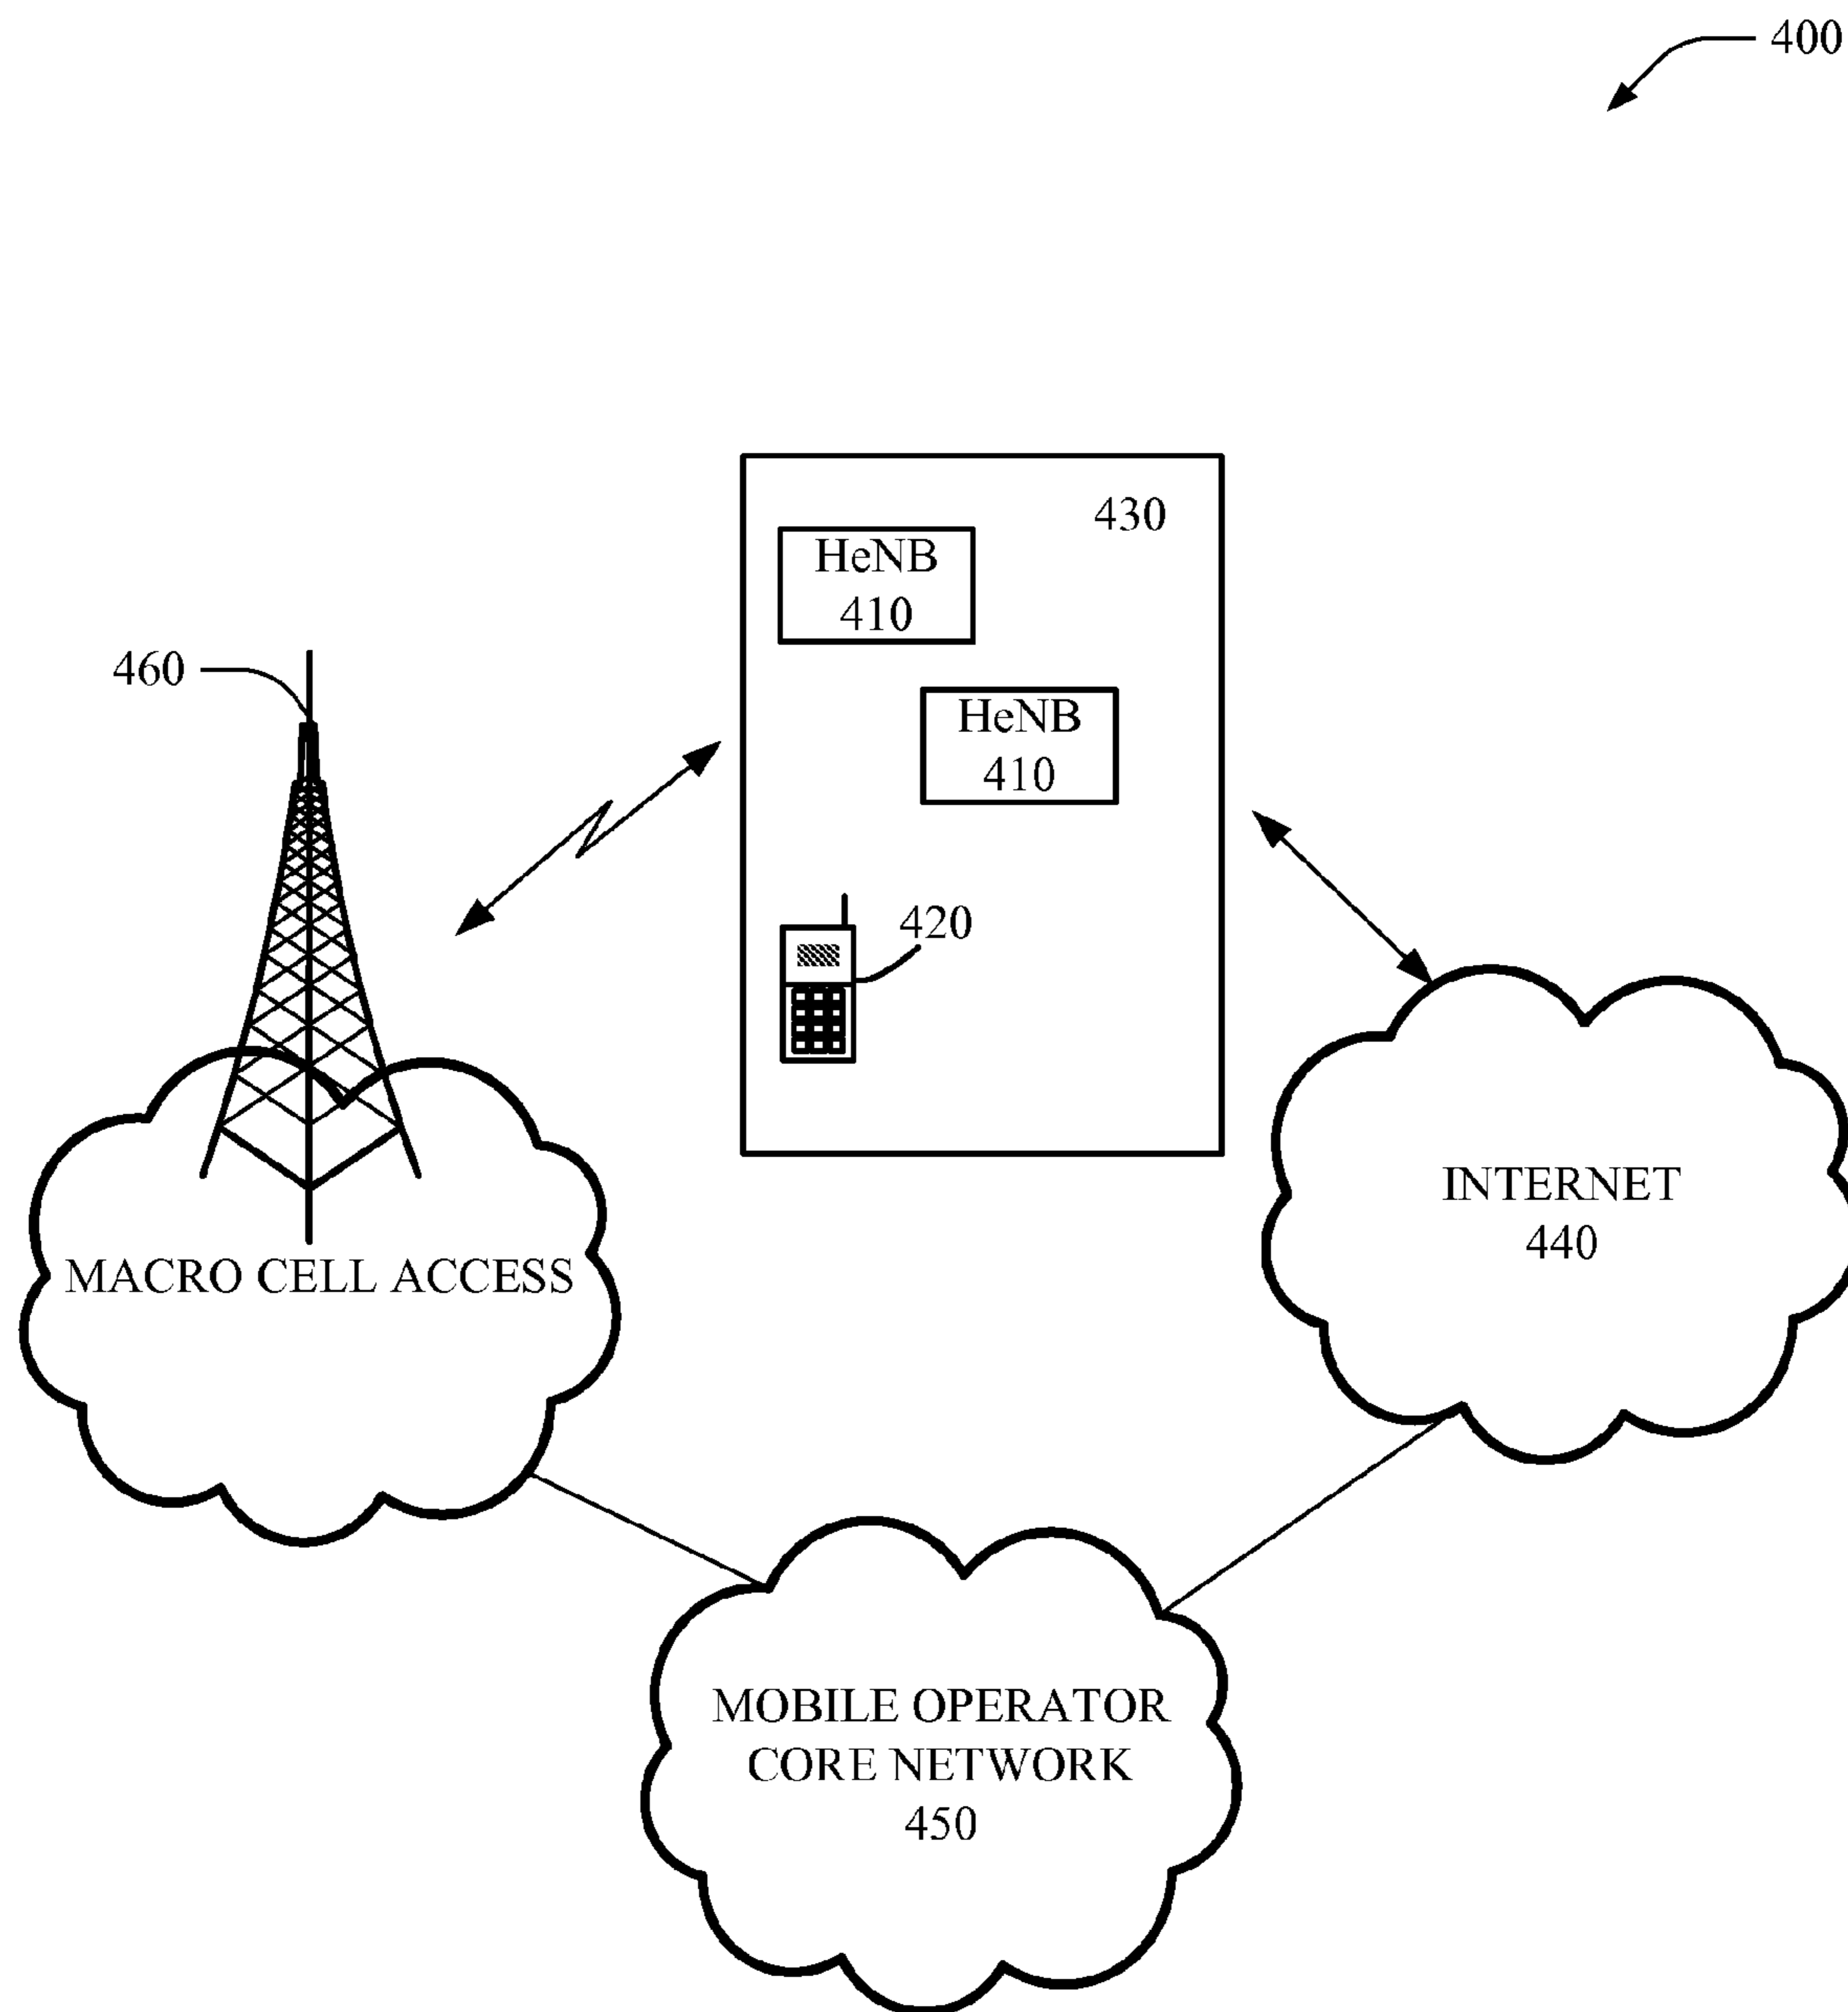 400
430
HeNB
410
460
HeNB
410
420
INTERNET
440
MACRO CELL ACCESS
MOBILE OPERATOR
CORE NETWORK
450